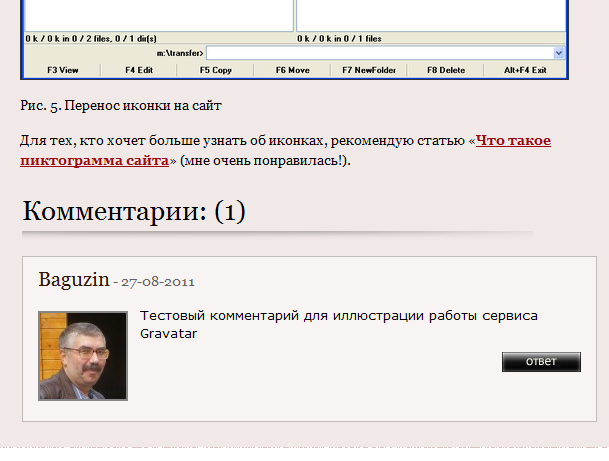 0 k / 0 k in 0 / 2 files, 0 / 1 dir(s) 0 k / 0 k in 0 / 1 files
m:\transfer>
F3 View F4 Edit F5 Copy F6 Move F7 NewFolder F8 Delete Alt+F4 Exit
Рис. 5. Перенос иконки на сайт
Для тех, кто хочет больше узнать об иконках, рекомендую статью «Что такое
пиктограмма сайта» (мне очень понравилась!).
Комментарии: (1)
Baguzin - 27-08-2011
Тестовый комментарий для иллюстрации работы сервиса
Gravatar
ответ